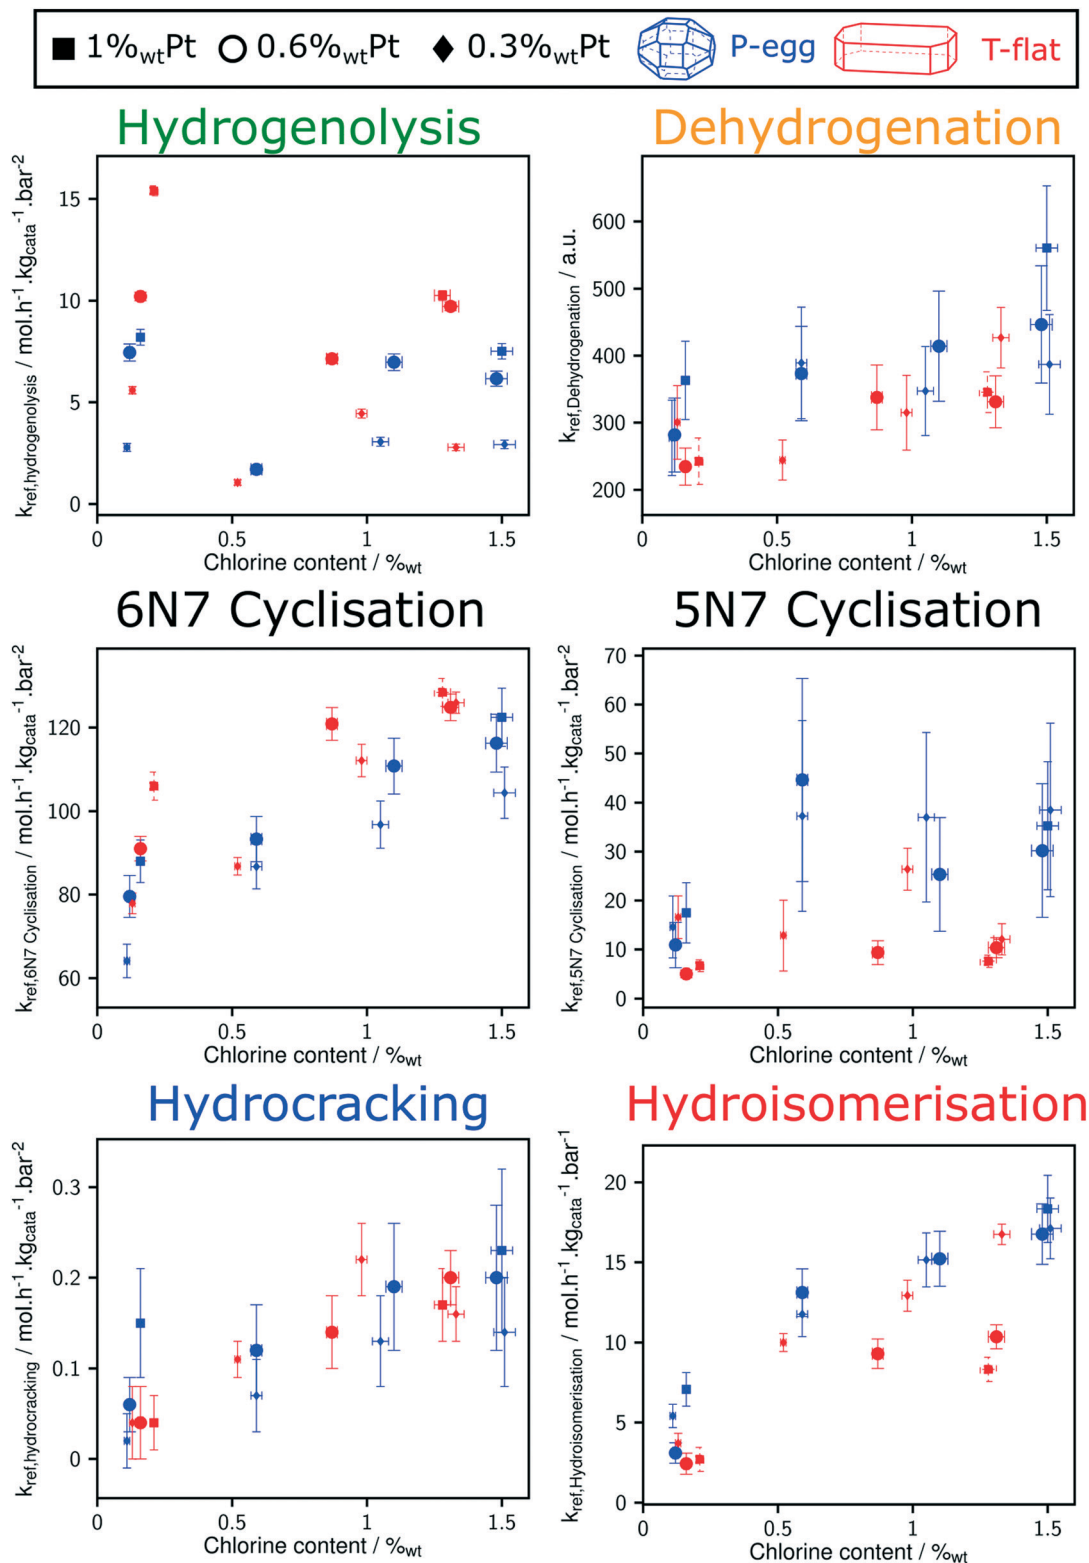 1%wtPt 0.6%wtPt 0.3%wtPt P-egg T-flat
Hydrogenolysis
kref,hydrogenolysis / mol.h-1.kgcata-1.bar-2
15
10
5
0
0 0.5 1 1.5
Chlorine content / %wt
Dehydrogenation
kref,Dehydrogenation / a.u.
600
500
400
300
200
0 0.5 1 1.5
Chlorine content / %wt
6N7 Cyclisation
kref,6N7 Cyclisation / mol.h-1.kgcata-1.bar-2
120
100
80
60
0 0.5 1 1.5
Chlorine content / %wt
5N7 Cyclisation
kref,5N7 Cyclisation / mol.h-1.kgcata-1.bar-2
70
60
50
40
30
20
10
0
0 0.5 1 1.5
Chlorine content / %wt
Hydrocracking
kref,hydrocracking / mol.h-1.kgcata-1.bar-2
0.3
0.2
0.1
0
0 0.5 1 1.5
Chlorine content / %wt
Hydroisomerisation
kref,Hydroisomerisation / mol.h-1.kgcata-1.bar-1
20
15
10
5
0
0 0.5 1 1.5
Chlorine content / %wt